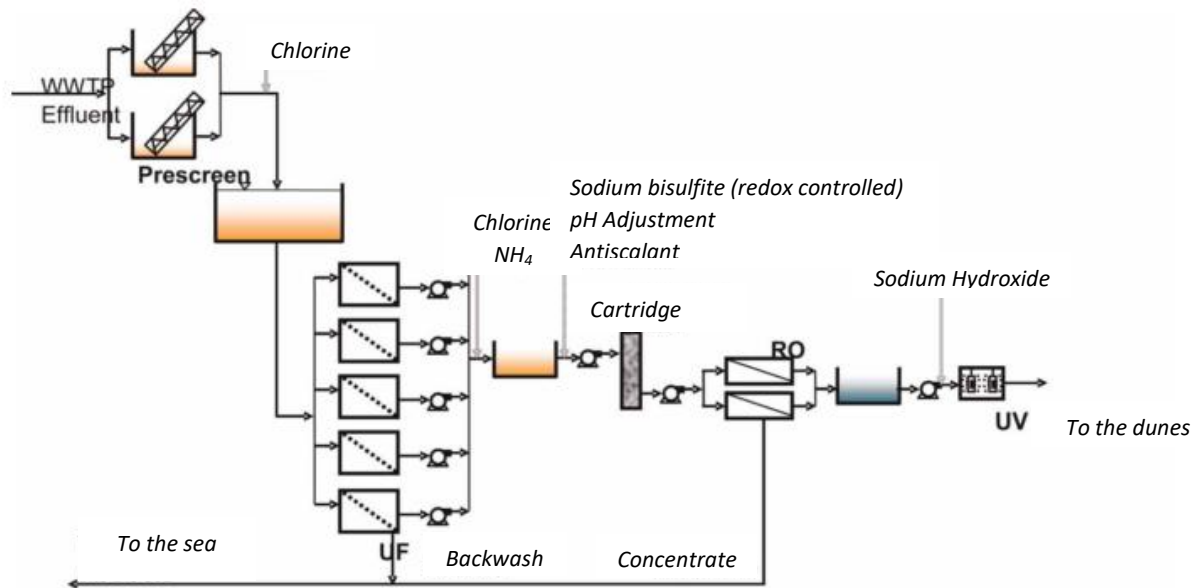 Chlorine
WWTP
Effluent
Prescreen
Sodium bisulfite (redox controlled)
Chlorine
pH Adjustment
NH4
Antiscalant
Sodium Hydroxide
Cartridge
RO
UV
To the dunes
To the sea
UF
Backwash
Concentrate